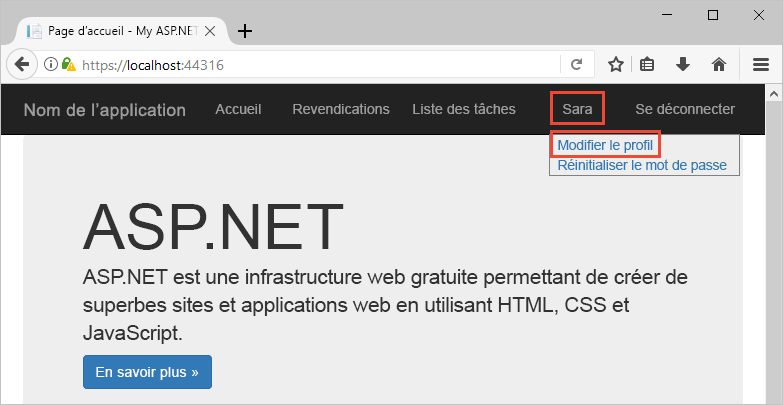 Page d'accueil - My ASP.NET
https://localhost:44316
Nom de l'application Accueil Revendications Liste des tâches Sara Se déconnecter
Modifier le profil
Réinitialiser le mot de passe
ASP.NET
ASP.NET est une infrastructure web gratuite permettant de créer de
superbes sites et applications web en utilisant HTML, CSS et
JavaScript.
En savoir plus »